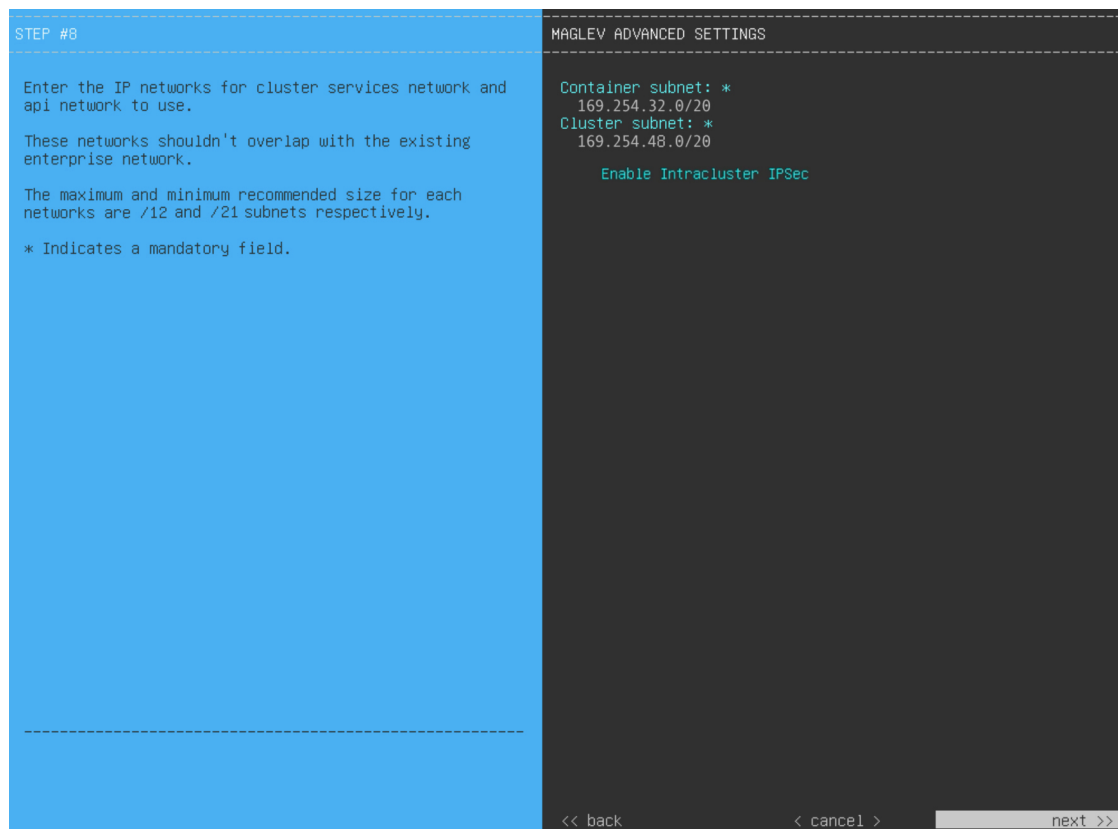 STEP #8
Enter the IP networks for cluster services network and
api network to use.
These networks shouldn't overlap with the existing
enterprise network.
The maximum and minimum recommended size for each
networks are /12 and /21 subnets respectively.
* Indicates a mandatory field.
MAGLEV ADVANCED SETTINGS
Container subnet: *
169.254.32.0/20
Cluster subnet: *
169.254.48.0/20
Enable Intracluster IPSec
<< back < cancel > next >>